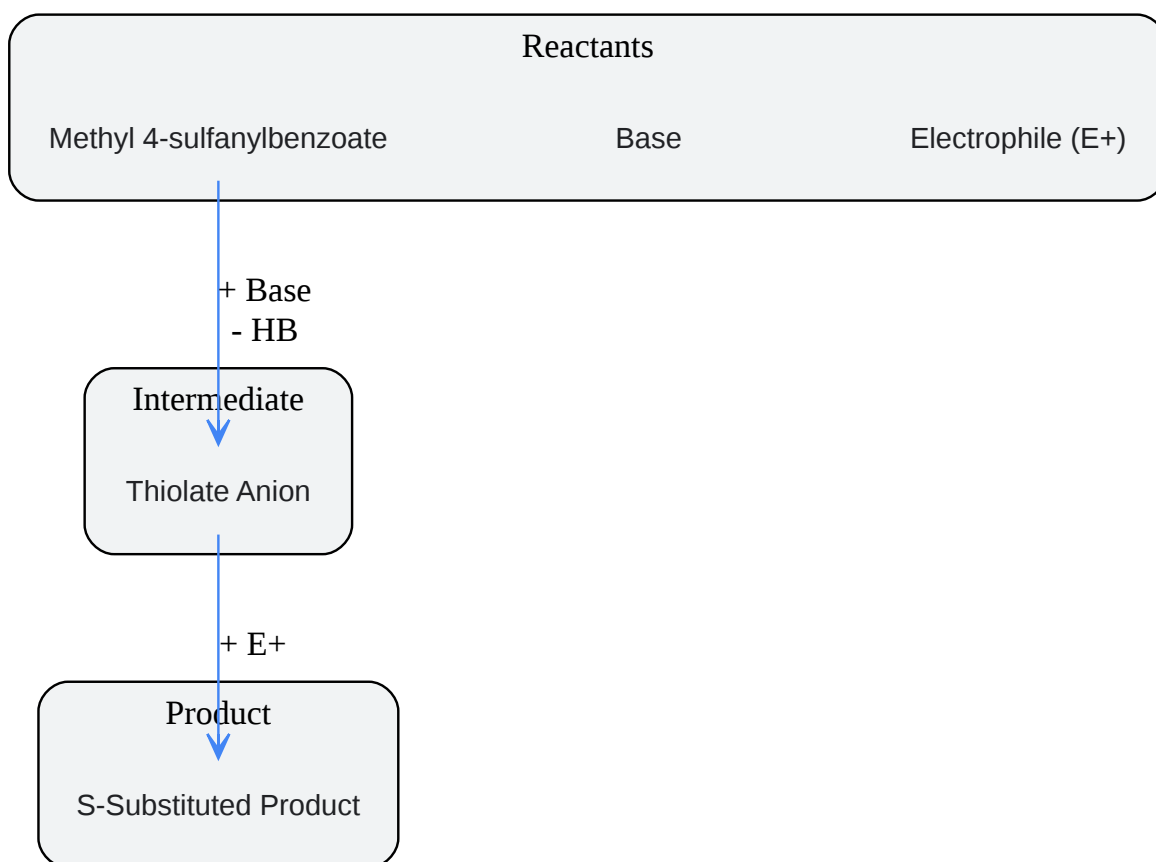 Reactants
Methyl 4-sulfanylbenzoate Base Electrophile (E+)
+ Base
- HB
Intermediate
Thiolate Anion
+ E+
Product
S-Substituted Product